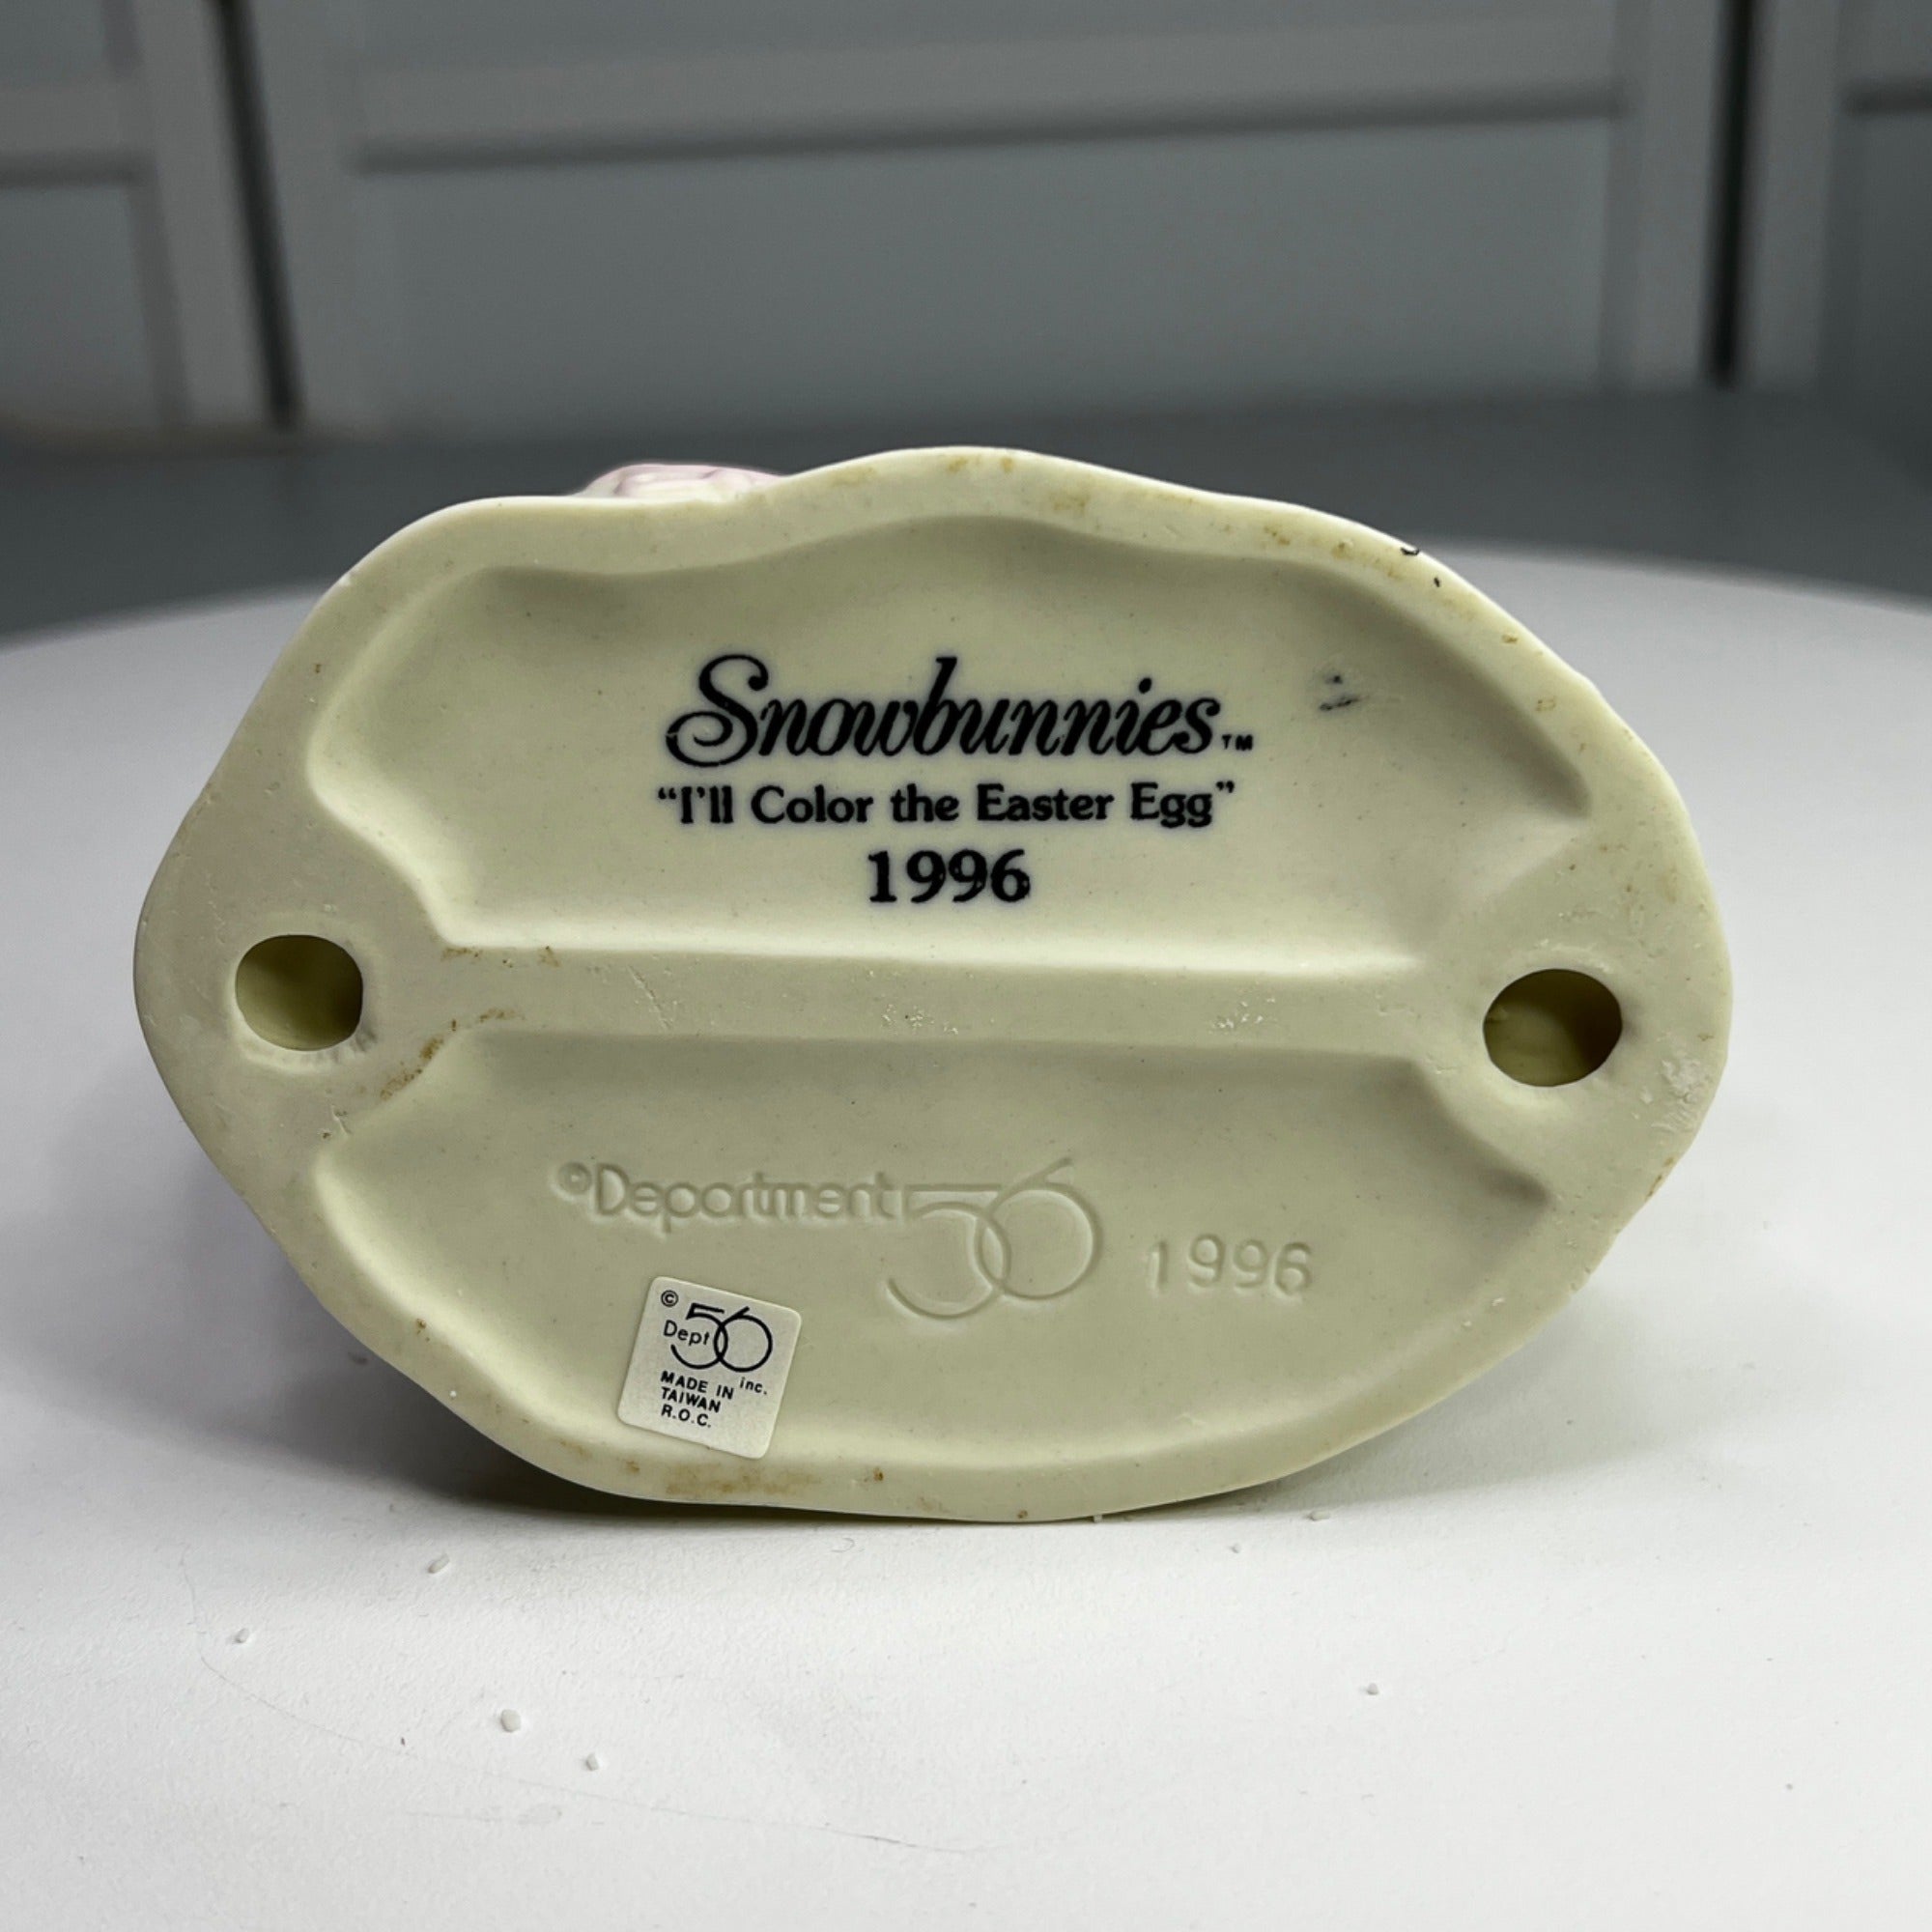 Snowbunnies™
“I'll Color the Easter Egg”
1996
©Department 56 1996
© Dept 56 inc.
MADE IN
TAIWAN
R.O.C.